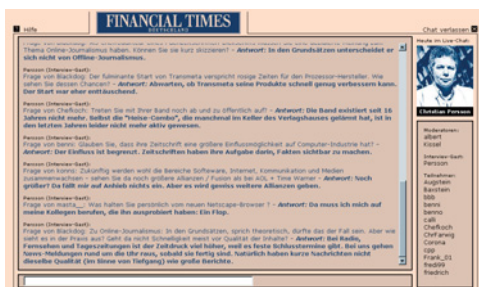 Hilfe
FINANCIAL TIMES
DEUTSCHLAND
Chat verlassen
Heute im Live-Chat:
Thema Online-Journalismus haben. Können Sie sie kurz skizzieren? - Antwort: In den Grundsätzen unterscheidet er
sich nicht von Offline-Journalismus.
Persson (Interview-Gast):
Frage von Blackdog: Der fulminante Start von Transmeta verspricht rosige Zeiten für den Prozessor-Hersteller. Wie
sehen Sie dessen Chancen? - Antwort: Abwarten, ob Transmeta seine Produkte schnell genug verbessern kann.
Der Start war eher enttäuschend.
Persson (Interview-Gast):
Frage von Chefkoch: Treten Sie mit Ihrer Band noch ab und zu öffentlich auf? - Antwort: Die Band existiert seit 16
Jahren nicht mehr. Selbst die "Heise-Combo", die manchmal im Keller des Verlagshauses gelärmt hat, ist in
den letzten Jahren leider nicht mehr aktiv gewesen.
Persson (Interview-Gast):
Frage von benni: Glauben Sie, dass ihre Zeitschrift eine größere Einflussmöglichkeit auf Computer-Industrie hat? -
Antwort: Der Einfluss ist begrenzt. Zeitschriften haben ihre Aufgabe darin, Fakten sichtbar zu machen.
Persson (Interview-Gast):
Frage von konni: Zukünftig werden wohl die Bereiche Software, Internet, Kommunikation und Medien
zusammenwachsen - sehen Sie da noch größere Allianzen / Fusion als bei AOL + Time Warner - Antwort: Noch
größer? Da fällt mir auf Anhieb nichts ein. Aber es wird gewiss weitere Allianzen geben.
Persson (Interview-Gast):
Frage von masta__: Was halten Sie persönlich vom neuen Netscape-Browser ? - Antwort: Da muss ich mich auf
meine Kollegen berufen, die ihn ausprobiert haben: Ein Flop.
Persson (Interview-Gast):
Frage von Blackdog: Zu Online-Journalismus: In den Grundsätzen, sprich theoretisch, dürfte das der Fall sein. Aber wie
sieht es in der Praxis aus? Geht da nicht Schnelligkeit meist vor Qualität der Inhalte? - Antwort: Bei Radio,
Fernsehen und Tageszeitungen ist der Zeitdruck viel höher, weil es feste Schlusstermine gibt. Bei uns gehen
News-Meldungen rund um die Uhr raus, sobald sie fertig sind. Natürlich haben kurze Nachrichten nicht
dieselbe Qualität (im Sinne von Tiefgang) wie große Berichte.
Christian Persson
Moderatoren:
albert
Kissel
Interview-Gast:
Persson
Teilnehmer:
Augstein
Baxstein
bbb
benni
benno
calli
Chefkoch
ChrFarwig
Corona
cpp
Frank_01
fred99
friedrich